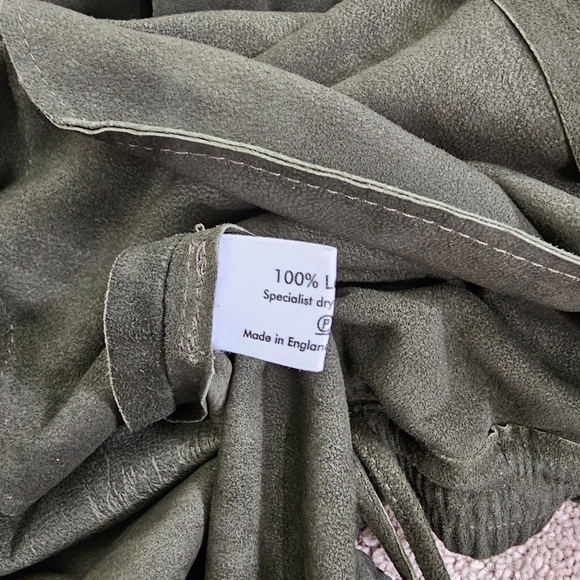 100% L
Specialist dry
P
Made in England